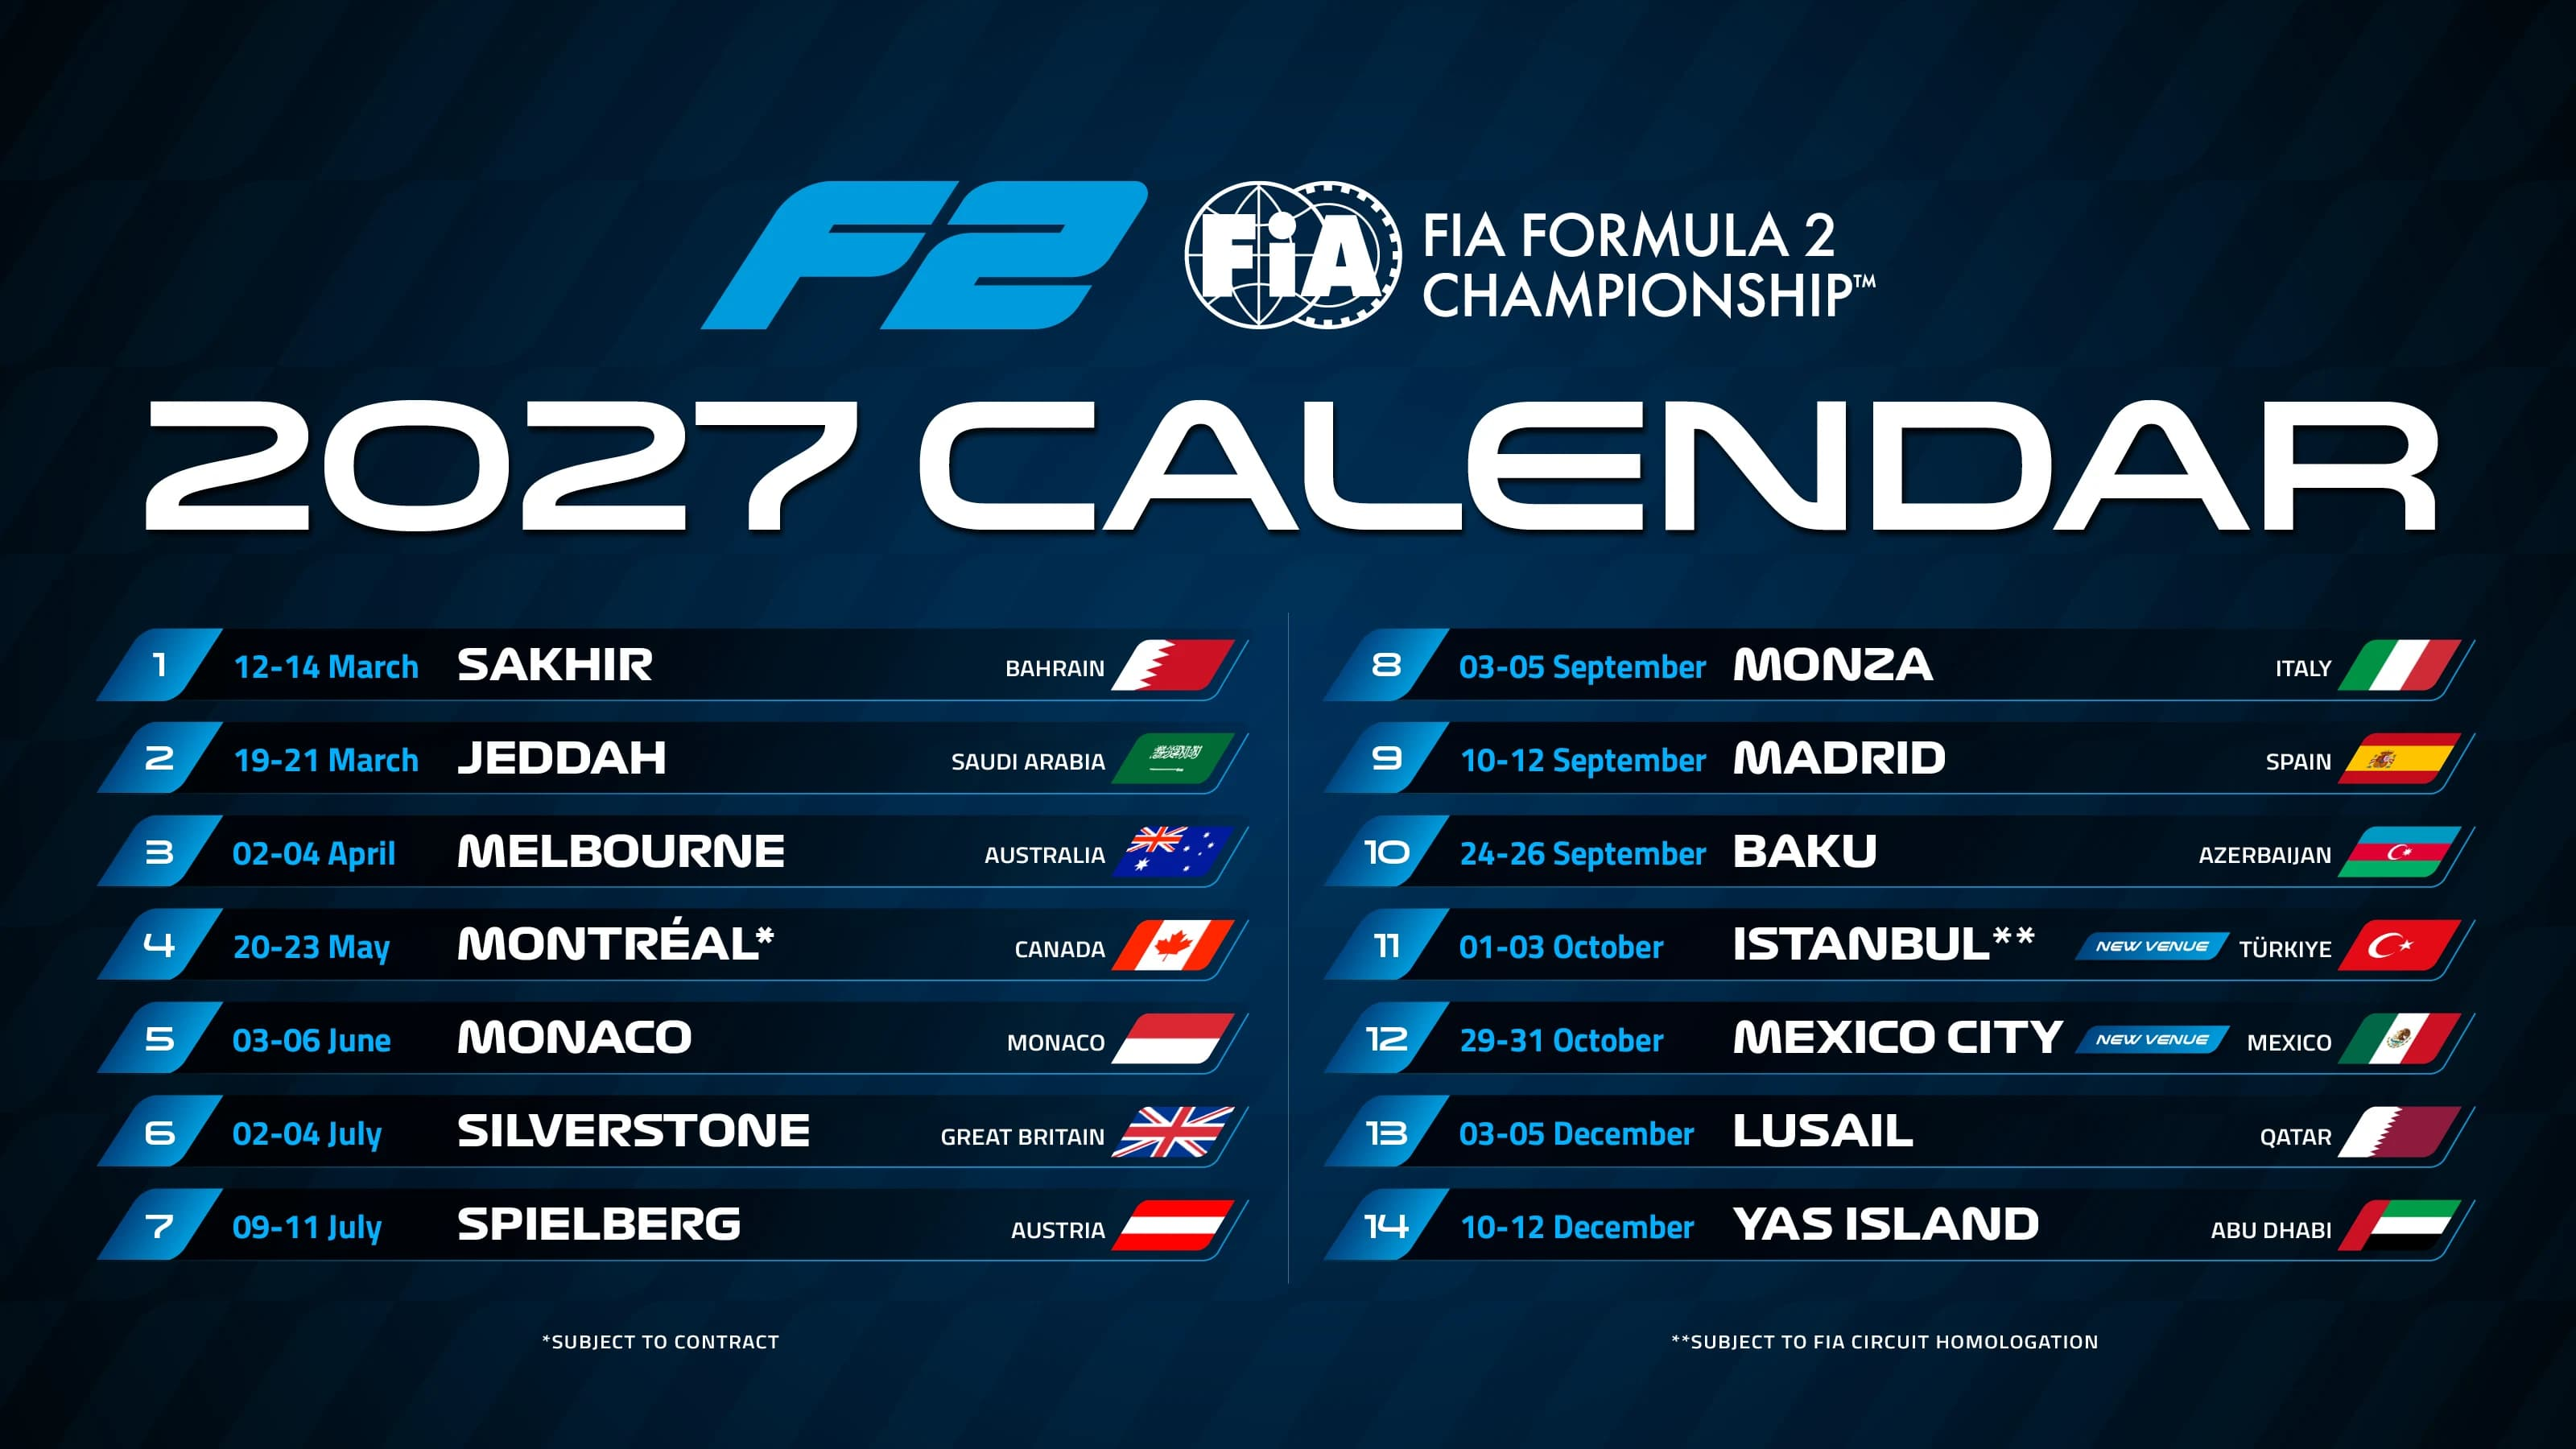 F2 FIA FIA FORMULA 2
CHAMPIONSHIP™
2027 CALENDAR
1 12-14 March SAKHIR BAHRAIN
2 19-21 March JEDDAH SAUDI ARABIA
3 02-04 April MELBOURNE AUSTRALIA
4 20-23 May MONTRÉAL* CANADA
5 03-06 June MONACO MONACO
6 02-04 July SILVERSTONE GREAT BRITAIN
7 09-11 July SPIELBERG AUSTRIA
*SUBJECT TO CONTRACT
8 03-05 September MONZA ITALY
9 10-12 September MADRID SPAIN
10 24-26 September BAKU AZERBAIJAN
11 01-03 October ISTANBUL** NEW VENUE TÜRKIYE
12 29-31 October MEXICO CITY NEW VENUE MEXICO
13 03-05 December LUSAIL QATAR
14 10-12 December YAS ISLAND ABU DHABI
**SUBJECT TO FIA CIRCUIT HOMOLOGATION